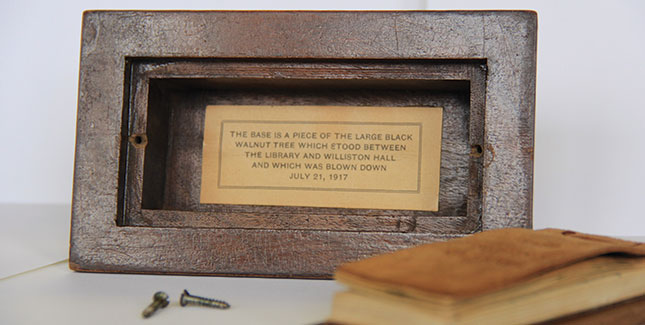 THE BASE IS A PIECE OF THE LARGE BLACK
WALNUT TREE WHICH ETOOD BETWEEN
THE LIBRARY AND WILLISTON HALL
AND WHICH WAS BLOWN DOWN
JULY 21, 1917